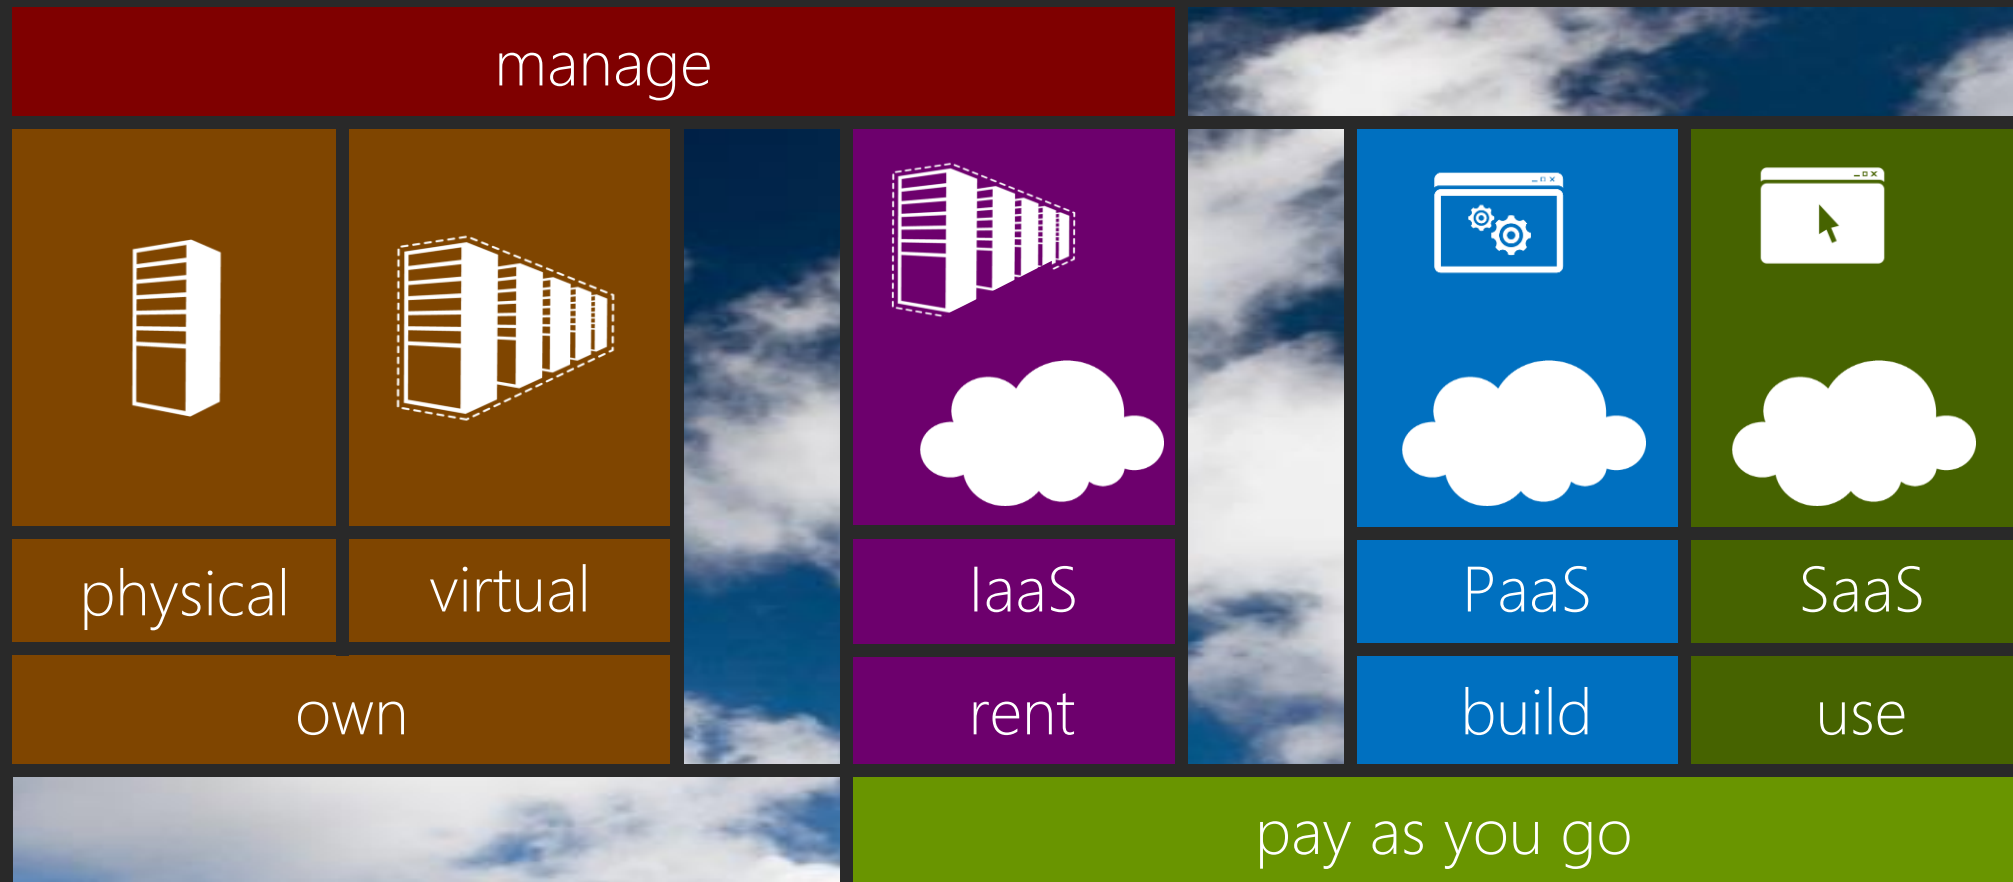 manage
physical
virtual
IaaS
PaaS
SaaS
own
rent
build
use
pay as you go